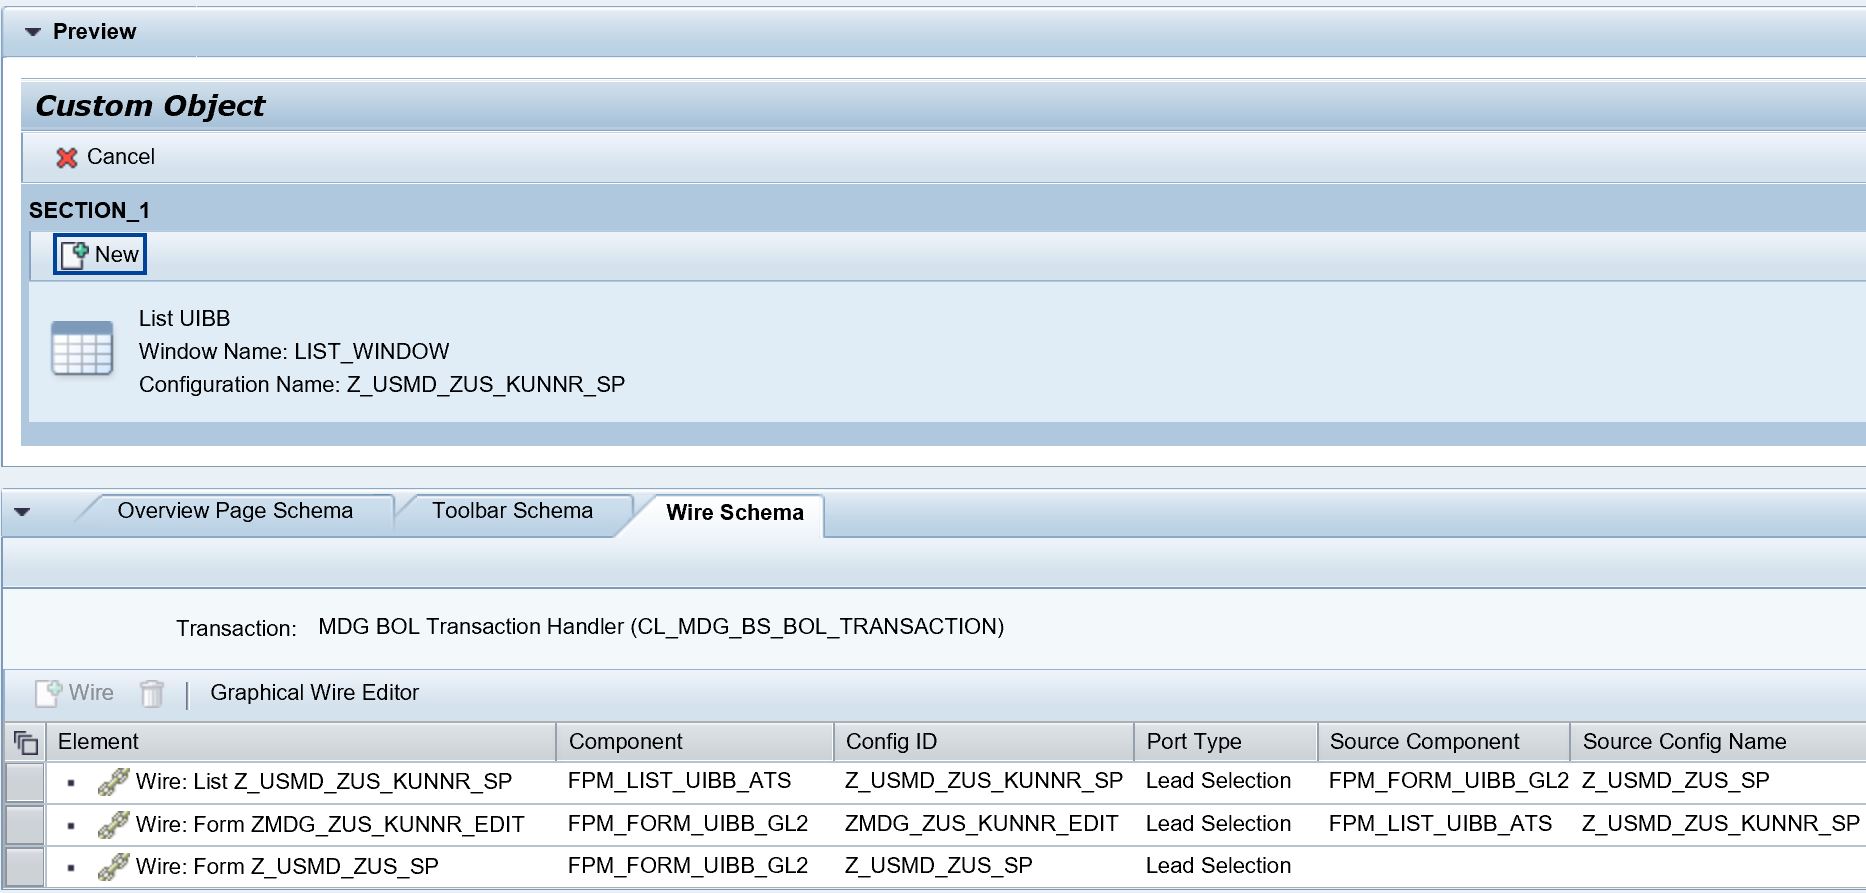 Preview
Custom Object
Cancel
SECTION_1
New
List UIBB
Window Name: LIST_WINDOW
Configuration Name: Z_USMD_ZUS_KUNNR_SP
Overview Page Schema Toolbar Schema Wire Schema
Transaction: MDG BOL Transaction Handler (CL_MDG_BS_BOL_TRANSACTION)
Wire | Graphical Wire Editor
Element Component Config ID Port Type Source Component Source Config Name
Wire: List Z_USMD_ZUS_KUNNR_SP FPM_LIST_UIBB_ATS Z_USMD_ZUS_KUNNR_SP Lead Selection FPM_FORM_UIBB_GL2 Z_USMD_ZUS_SP
Wire: Form ZMDG_ZUS_KUNNR_EDIT FPM_FORM_UIBB_GL2 ZMDG_ZUS_KUNNR_EDIT Lead Selection FPM_LIST_UIBB_ATS Z_USMD_ZUS_KUNNR_SP
Wire: Form Z_USMD_ZUS_SP FPM_FORM_UIBB_GL2 Z_USMD_ZUS_SP Lead Selection